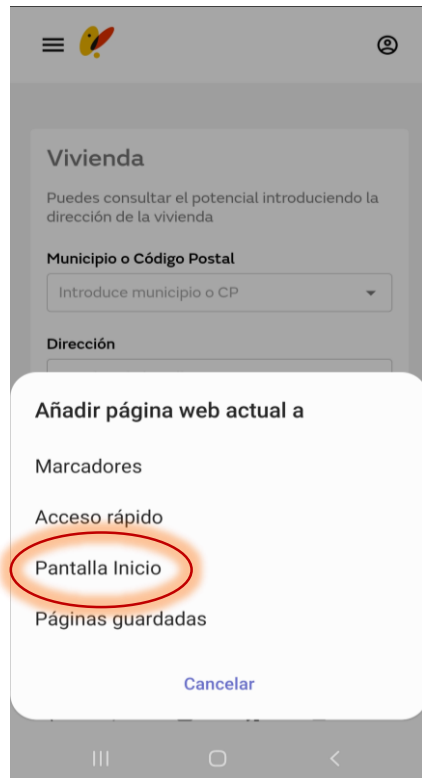 Vivienda
Puedes consultar el potencial introduciendo la
dirección de la vivienda
Municipio o Código Postal
Introduce municipio o CP
Dirección
Añadir página web actual a
Marcadores
Acceso rápido
Pantalla Inicio
Páginas guardadas
Cancelar